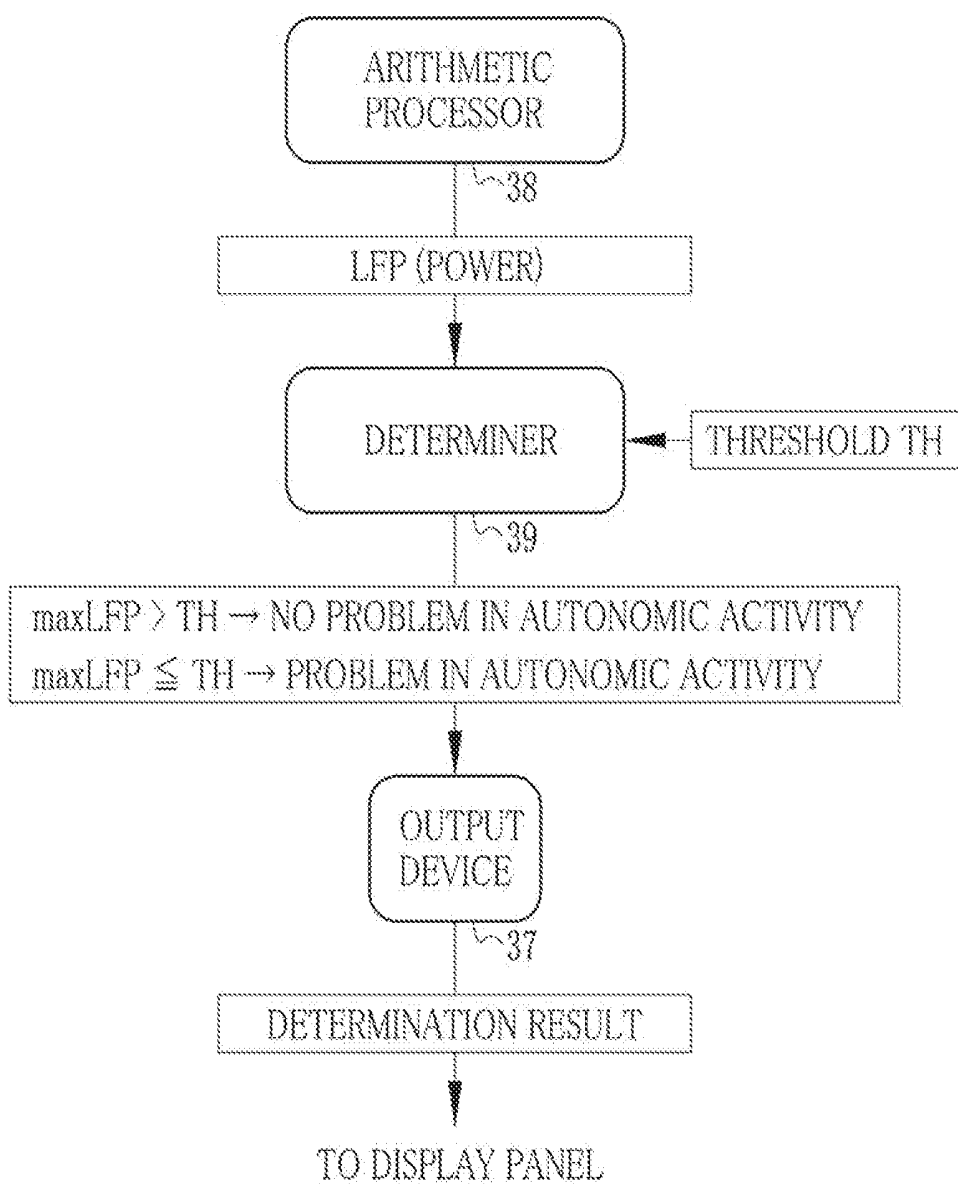 ARITHMETIC
PROCESSOR
38
LFP (POWER)
DETERMINER
THRESHOLD TH
39
maxLFP > TH → NO PROBLEM IN AUTONOMIC ACTIVITY
maxLFP ≦ TH → PROBLEM IN AUTONOMIC ACTIVITY
OUTPUT
DEVICE
37
DETERMINATION RESULT
TO DISPLAY PANEL